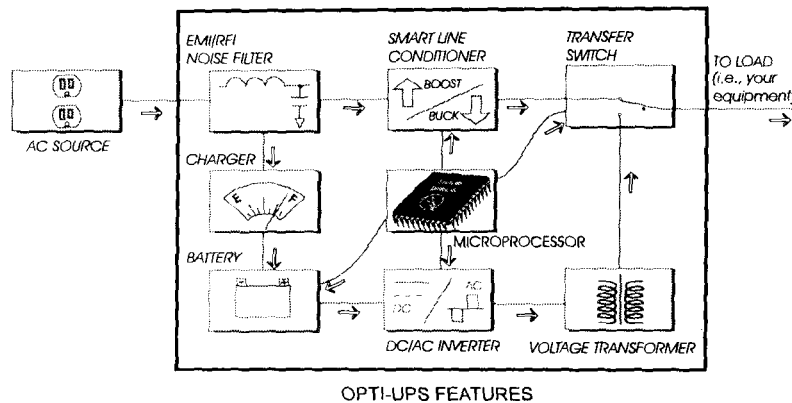 EMI/RFI
NOISE FILTER
SMART LINE
CONDITIONER
TRANSFER
SWITCH
TO LOAD
(i.e., your
equipment)
BOOST
BUCK
AC SOURCE
CHARGER
E
F
MICROPROCESSOR
BATTERY
DC
AC
DC/AC INVERTER
VOLTAGE TRANSFORMER
OPTI-UPS FEATURES